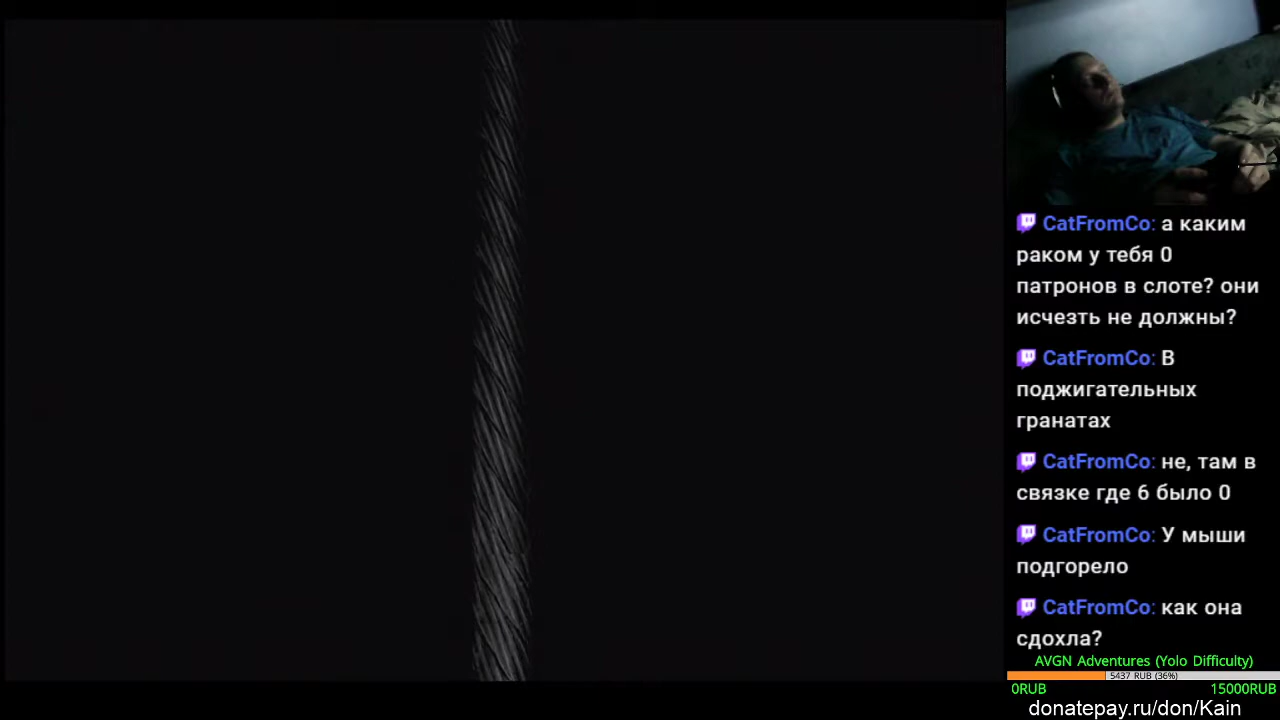 CatFromCo: а каким
раком у тебя 0
патронов в слоте? они
исчезть не должны?
CatFromCo: В
поджигательных
гранатах
CatFromCo: не, там в
связке где 6 было 0
CatFromCo: У мыши
подгорело
CatFromCo: как она
сдохла?
AVGN Adventures (Yolo Difficulty)
5437 RUB (36%)
0RUB 15000RUB
donatepay.ru/don/Kain